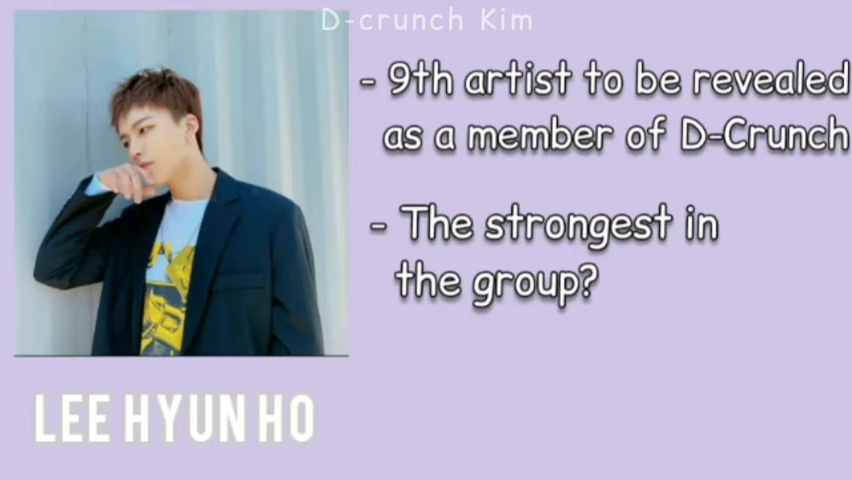 D-crunch Kim
- 9th artist to be revealed
as a member of D-Crunch
- The strongest in
the group?
LEE HYUN HO